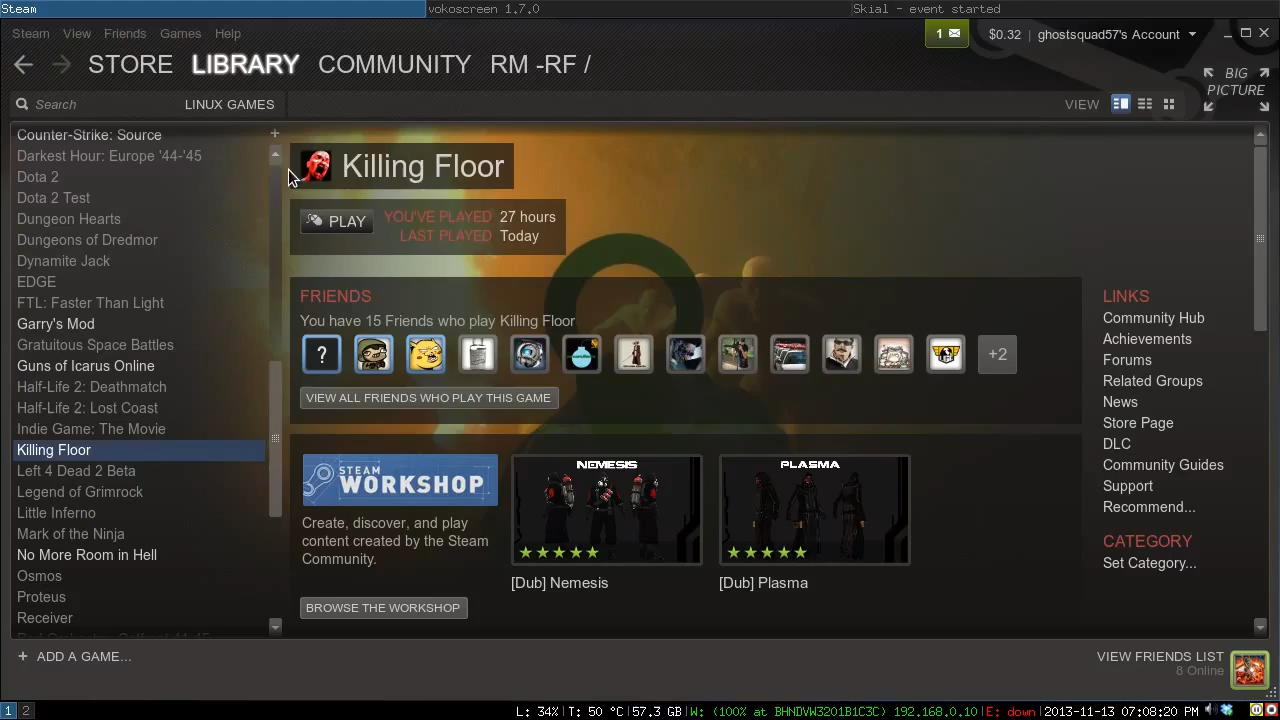 Steam
vokoscreen 1.7.0
Skial - event started
Steam View Friends Games Help
1
$0.32 | ghostsquad57's Account
STORE LIBRARY COMMUNITY RM -RF /
BIG PICTURE
Search
LINUX GAMES
VIEW
Counter-Strike: Source
Darkest Hour: Europe '44-'45
Dota 2
Dota 2 Test
Dungeon Hearts
Dungeons of Dredmor
Dynamite Jack
EDGE
FTL: Faster Than Light
Garry's Mod
Gratuitous Space Battles
Guns of Icarus Online
Half-Life 2: Deathmatch
Half-Life 2: Lost Coast
Indie Game: The Movie
Killing Floor
Left 4 Dead 2 Beta
Legend of Grimrock
Little Inferno
Mark of the Ninja
No More Room in Hell
Osmos
Proteus
Receiver
Killing Floor
PLAY
YOU'VE PLAYED 27 hours
LAST PLAYED Today
FRIENDS
You have 15 Friends who play Killing Floor
?
+2
VIEW ALL FRIENDS WHO PLAY THIS GAME
STEAM
WORKSHOP
Create, discover, and play
content created by the Steam
Community.
BROWSE THE WORKSHOP
NEMESIS
[Dub] Nemesis
PLASMA
[Dub] Plasma
LINKS
Community Hub
Achievements
Forums
Related Groups
News
Store Page
DLC
Community Guides
Support
Recommend...
CATEGORY
Set Category...
+ ADD A GAME...
VIEW FRIENDS LIST
8 Online
1 2
L: 34%|T: 50 °C|57.3 GB|W: (100% at BHNDVW3201B1C3C) 192.168.0.10|E: down|2013-11-13 07:08:20 PM